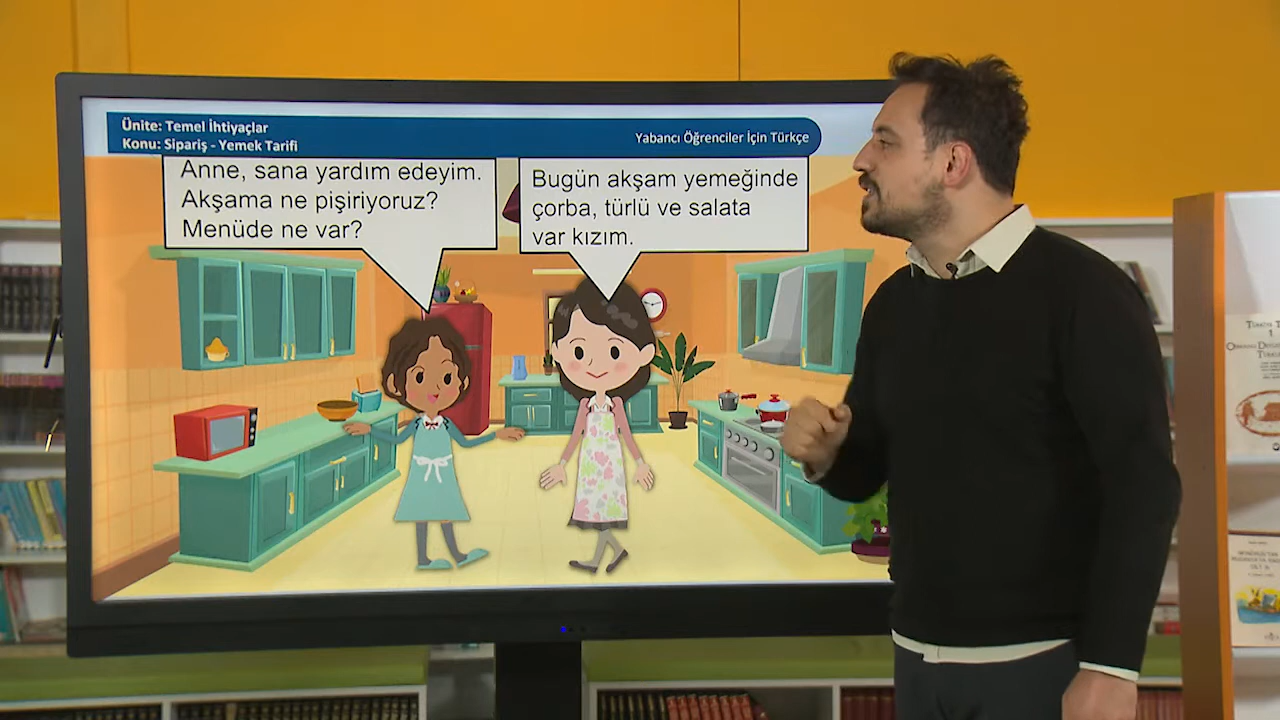 Ünite: Temel İhtiyaçlar
Konu: Sipariş - Yemek Tarifi
Yabancı Öğrenciler İçin Türkçe
Anne, sana yardım edeyim.
Akşama ne pişiriyoruz?
Menüde ne var?
Bugün akşam yemeğinde
çorba, türlü ve salata
var kızım.